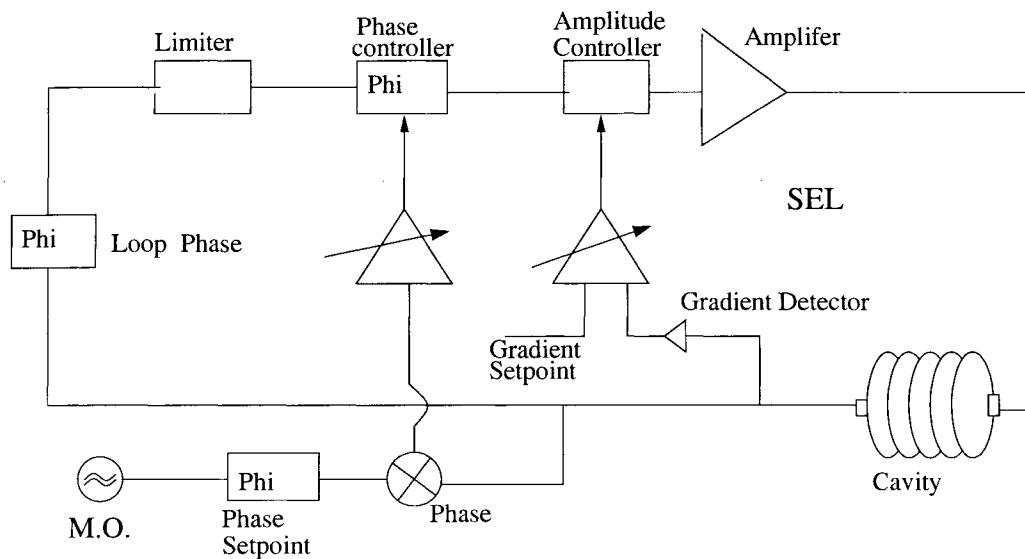 Limiter
Phase
controller
Amplitude
Controller
Amplifer
Phi
SEL
Phi
Loop Phase
Gradient Detector
Gradient
Setpoint
Phi
Phase
Cavity
M.O.
Phase
Setpoint